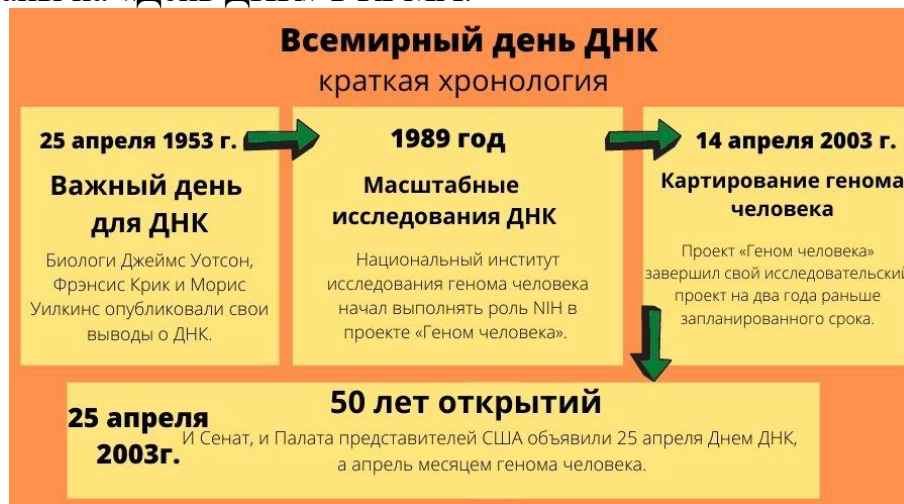 Всемирный день ДНК
краткая хронология
25 апреля 1953 г.
Важный день
для ДНК
Биологи Джеймс Уотсон,
Фрэнсис Крик и Морис
Уилкинс опубликовали свои
выводы о ДНК.
1989 год
Масштабные
исследования ДНК
Национальный институт
исследования генома человека
начал выполнять роль NIH в
проекте «Геном человека».
14 апреля 2003 г.
Картирование генома
человека
Проект «Геном человека»
завершил свой исследовательский
проект на два года раньше
запланированного срока.
25 апреля
2003г.
50 лет открытий
И Сенат, и Палата представителей США объявили 25 апреля Днем ДНК,
а апрель месяцем генома человека.